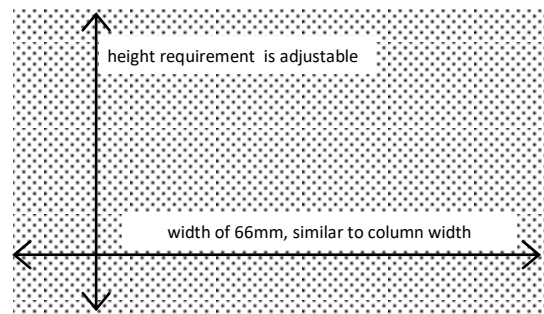 height requirement  is adjustable
width of 66mm, similar to column width